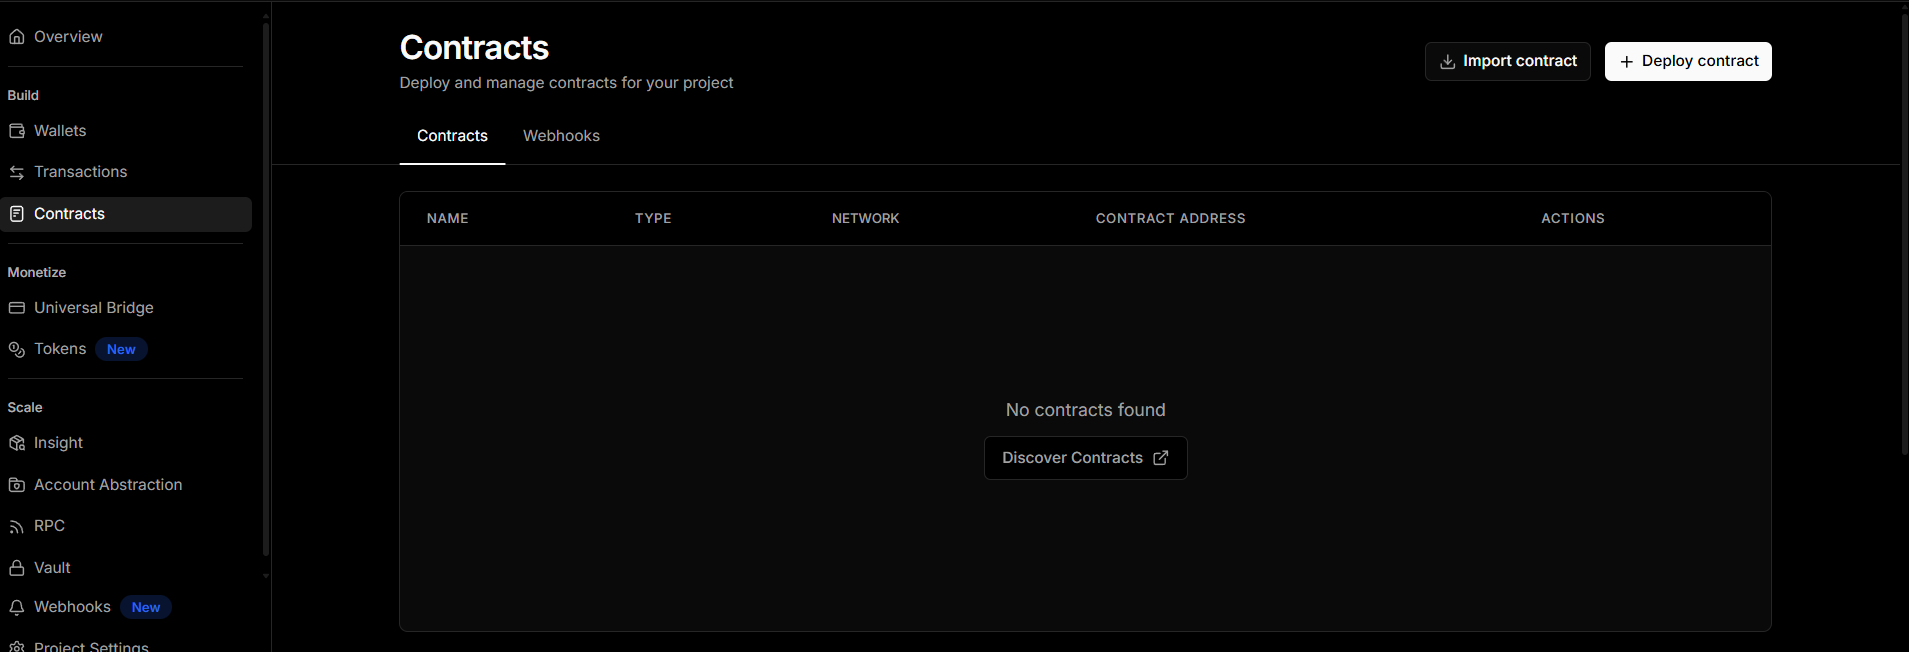 Overview
Build
Wallets
Transactions
Contracts
Monetize
Universal Bridge
Tokens New
Scale
Insight
Account Abstraction
RPC
Vault
Webhooks New
Project Settings
Contracts
Deploy and manage contracts for your project
Import contract
Deploy contract
Contracts Webhooks
NAME TYPE NETWORK CONTRACT ADDRESS ACTIONS
No contracts found
Discover Contracts